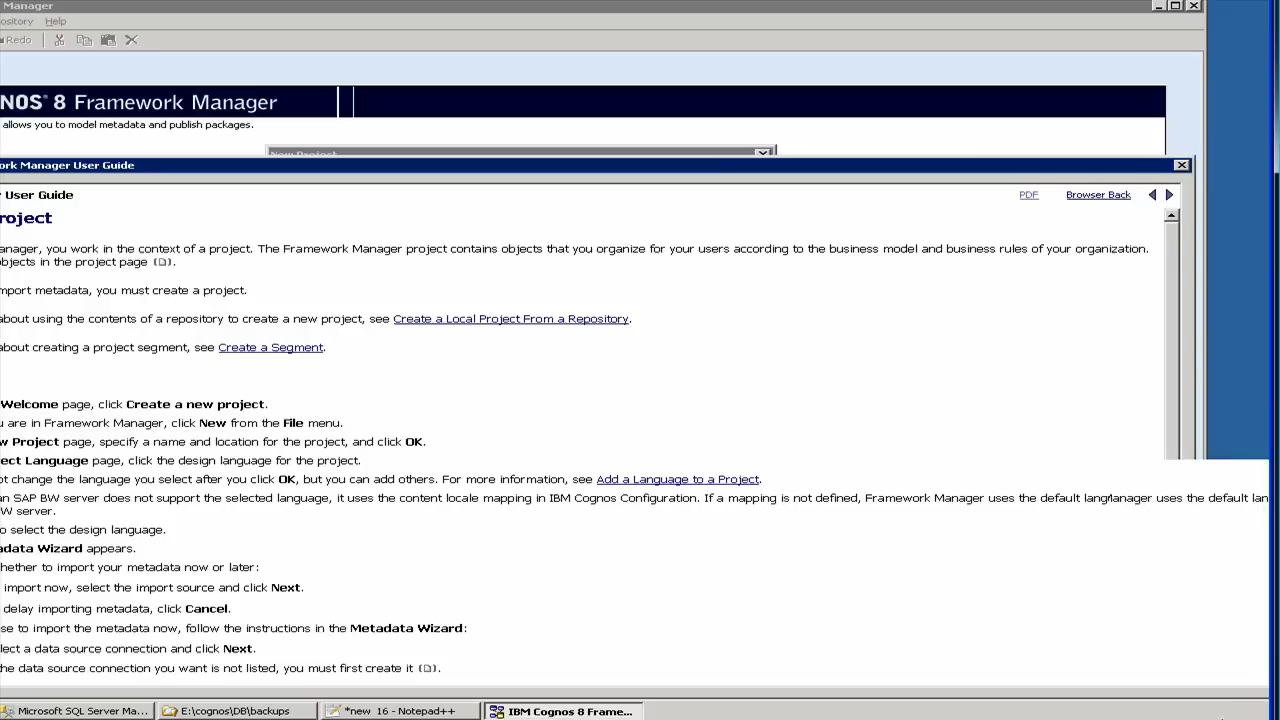 Manager
ository Help
Redo
NOS® 8 Framework Manager
allows you to model metadata and publish packages.
New Project
ork Manager User Guide
r User Guide
PDF Browser Back
roject
anager, you work in the context of a project. The Framework Manager project contains objects that you organize for your users according to the business model and business rules of your organization.
bjects in the project page ().
mport metadata, you must create a project.
about using the contents of a repository to create a new project, see Create a Local Project From a Repository.
about creating a project segment, see Create a Segment.
Welcome page, click Create a new project.
u are in Framework Manager, click New from the File menu.
w Project page, specify a name and location for the project, and click OK.
ect Language page, click the design language for the project.
ot change the language you select after you click OK, but you can add others. For more information, see Add a Language to a Project.
an SAP BW server does not support the selected language, it uses the content locale mapping in IBM Cognos Configuration. If a mapping is not defined, Framework Manager uses the default langManager uses the default lan
W server.
o select the design language.
adata Wizard appears.
hether to import your metadata now or later:
import now, select the import source and click Next.
delay importing metadata, click Cancel.
se to import the metadata now, follow the instructions in the Metadata Wizard:
lect a data source connection and click Next.
he data source connection you want is not listed, you must first create it ().
Microsoft SQL Server Ma... E:\cognos\DB\backups *new 16 - Notepad++ IBM Cognos 8 Frame...